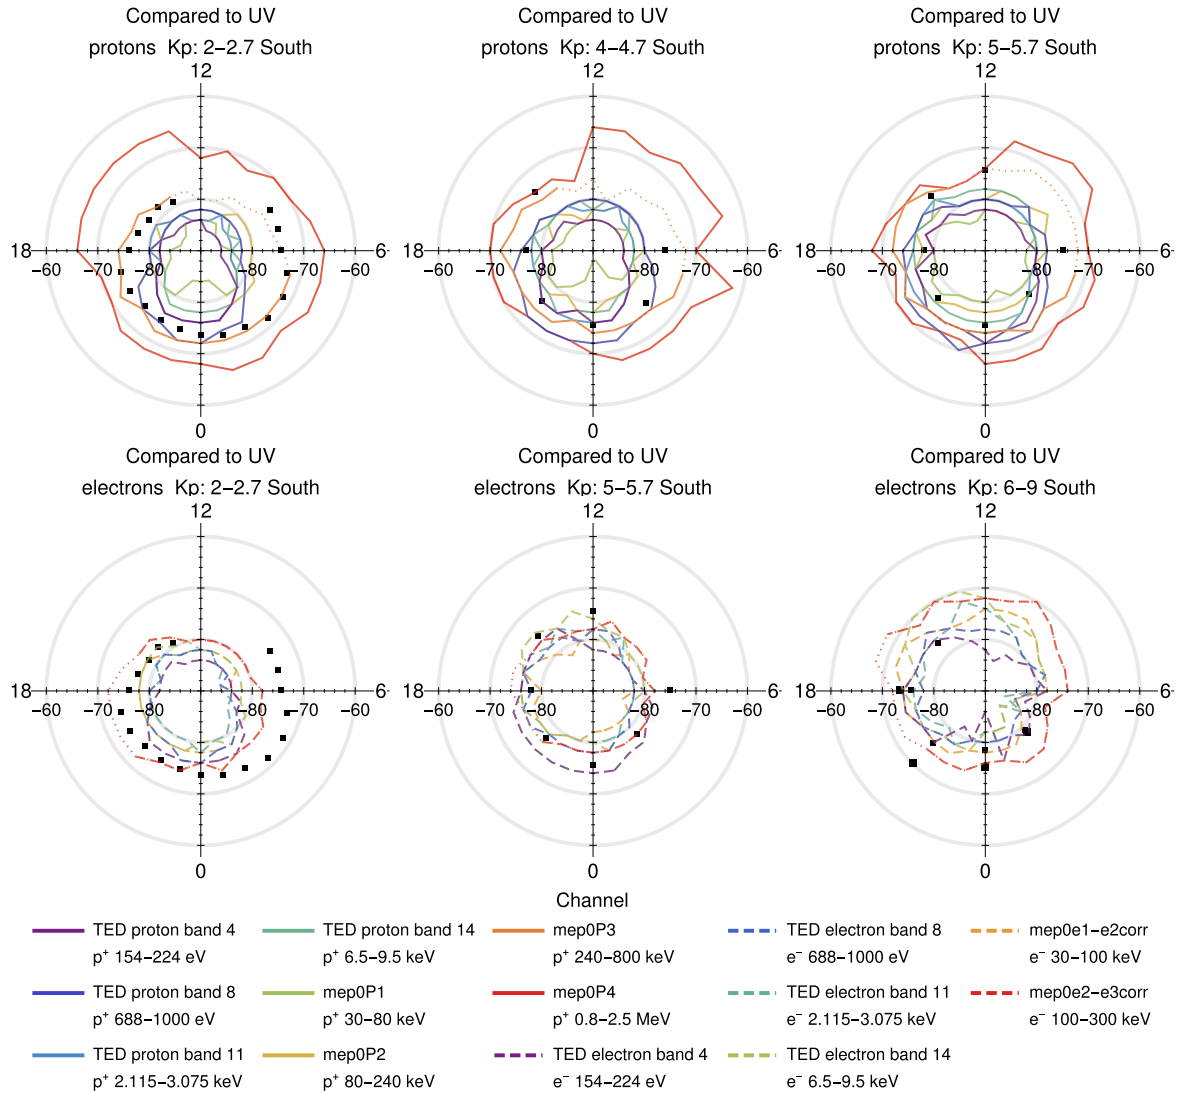 Compared to UV
protons Kp: 2−2.7 South
12
18
6
−60 −70 −80 −80 −70 −60
0
Compared to UV
protons Kp: 4−4.7 South
12
18
6
−60 −70 −80 −80 −70 −60
0
Compared to UV
protons Kp: 5−5.7 South
12
18
6
−60 −70 −80 −80 −70 −60
0
Compared to UV
electrons Kp: 2−2.7 South
12
18
6
−60 −70 −80 −80 −70 −60
0
Compared to UV
electrons Kp: 5−5.7 South
12
18
6
−60 −70 −80 −80 −70 −60
0
Compared to UV
electrons Kp: 6−9 South
12
18
6
−60 −70 −80 −80 −70 −60
0
Channel
TED proton band 4
p⁺ 154−224 eV
TED proton band 8
p⁺ 688−1000 eV
TED proton band 11
p⁺ 2.115−3.075 keV
TED proton band 14
p⁺ 6.5−9.5 keV
mep0P1
p⁺ 30−80 keV
mep0P2
p⁺ 80−240 keV
mep0P3
p⁺ 240−800 keV
mep0P4
p⁺ 0.8−2.5 MeV
TED electron band 4
e⁻ 154−224 eV
TED electron band 8
e⁻ 688−1000 eV
TED electron band 11
e⁻ 2.115−3.075 keV
TED electron band 14
e⁻ 6.5−9.5 keV
mep0e1−e2corr
e⁻ 30−100 keV
mep0e2−e3corr
e⁻ 100−300 keV